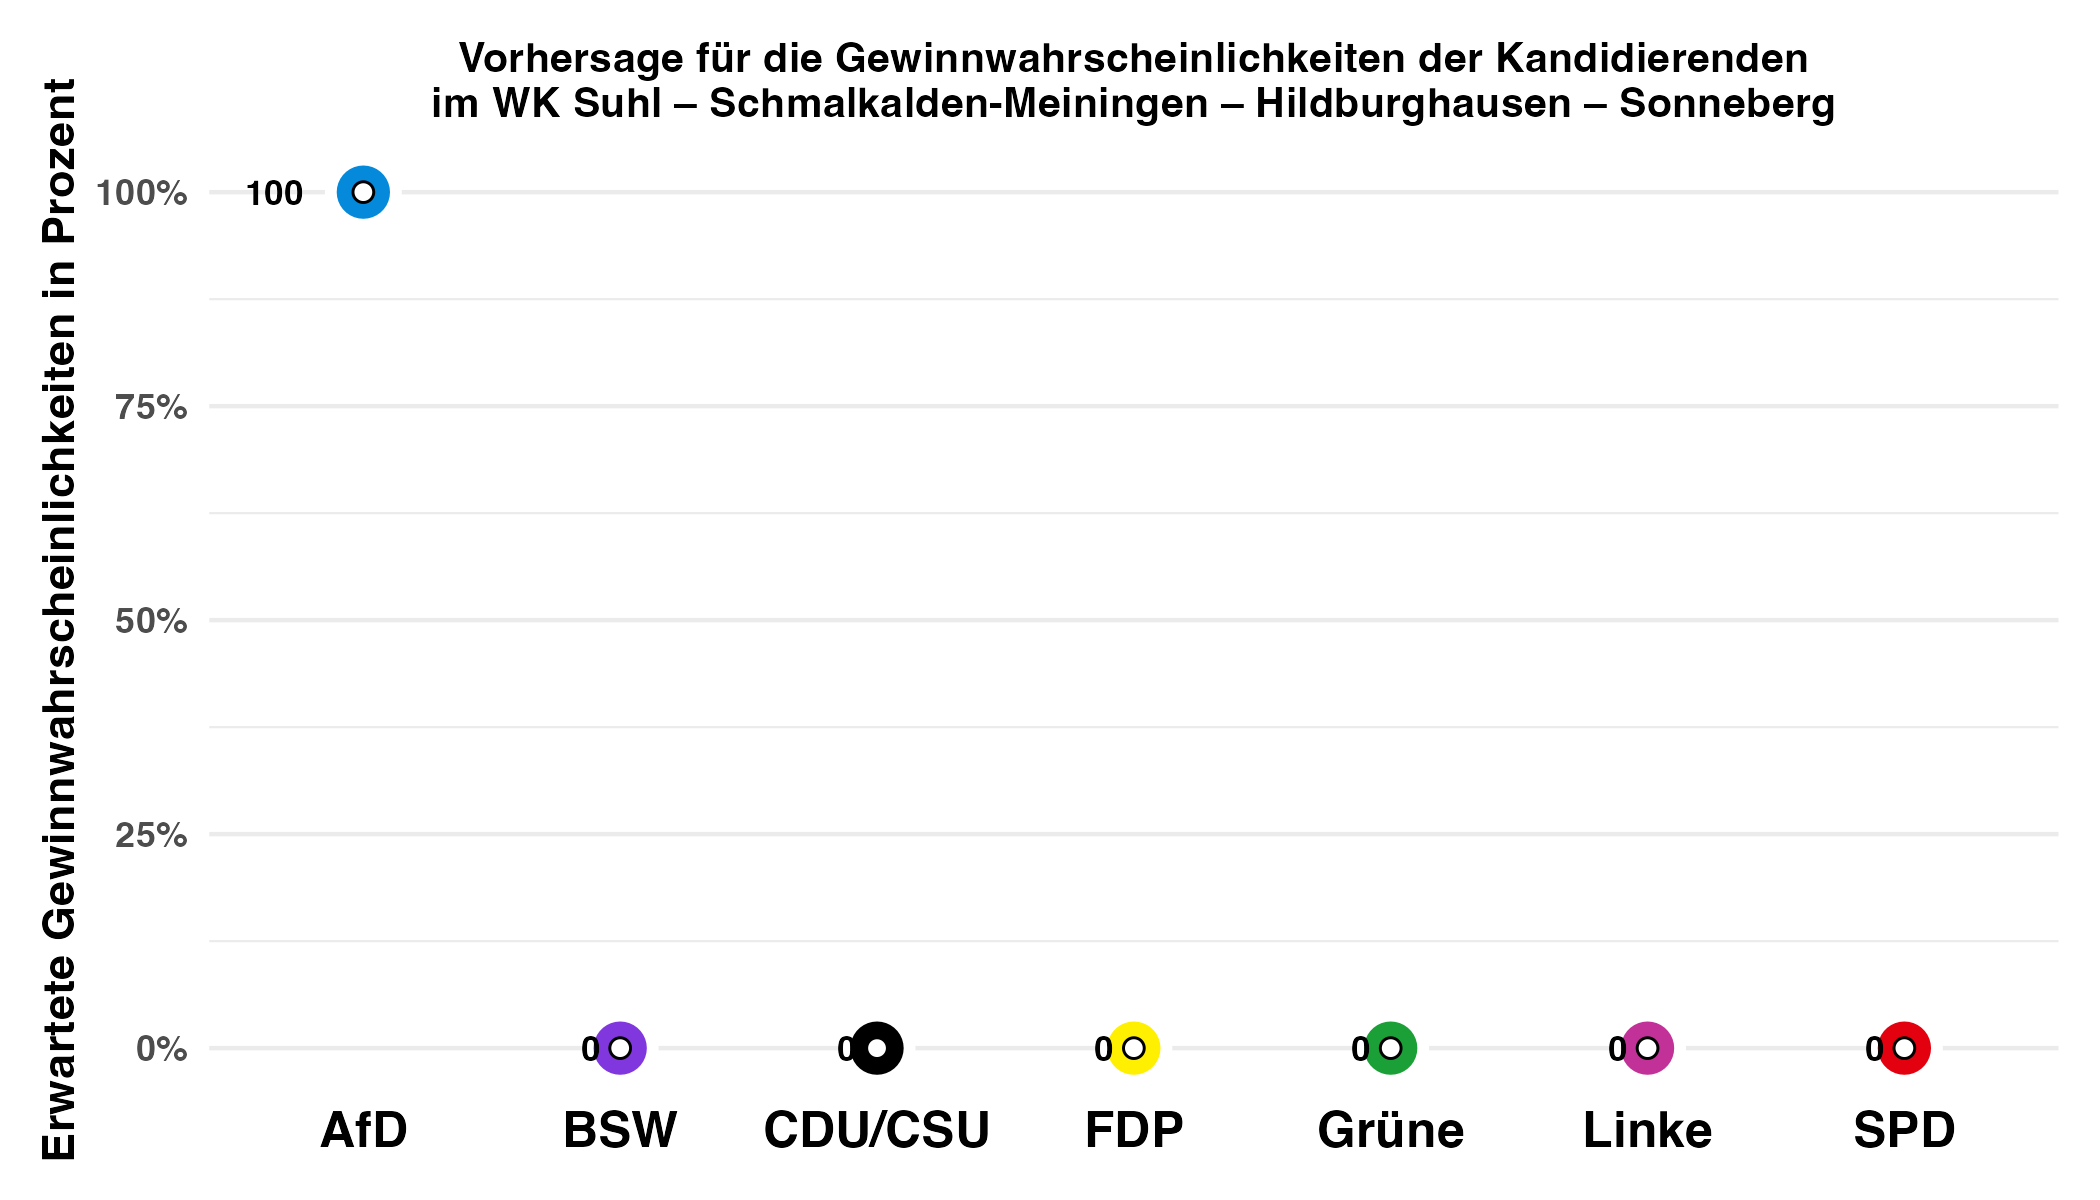 Vorhersage für die Gewinnwahrscheinlichkeiten der Kandidierenden
im WK Suhl – Schmalkalden-Meiningen – Hildburghausen – Sonneberg
Erwartete Gewinnwahrscheinlichkeiten in Prozent
100%
100
75%
50%
25%
0%
0
0
0
0
0
0
AfD
BSW
CDU/CSU
FDP
Grüne
Linke
SPD